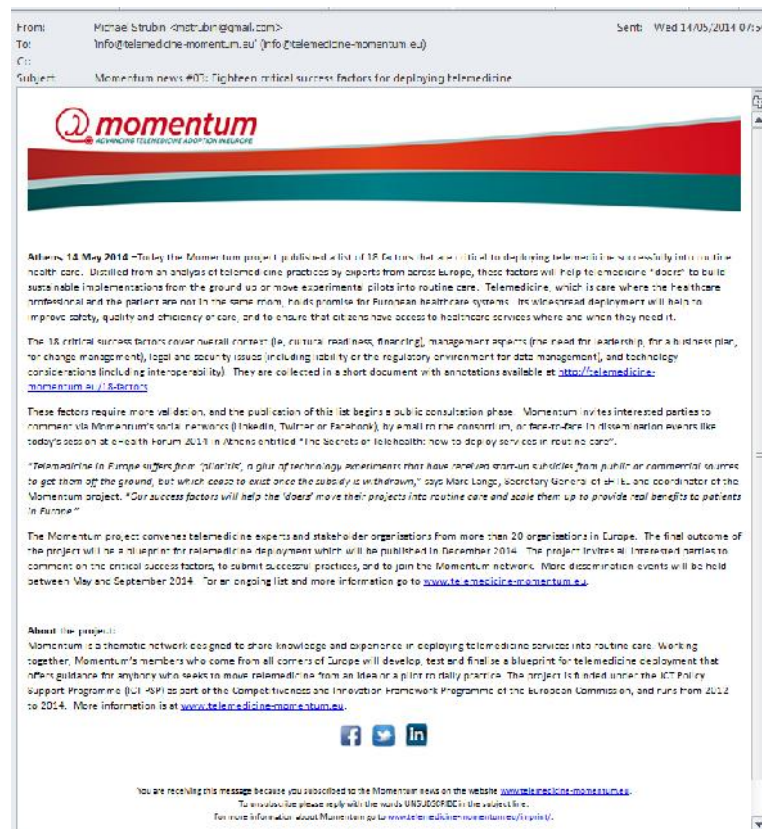 From: Michael Strubin <mstrubin@gmail.com> Sent: Wed 14/05/2014 07:5
To: 'info@telemedicine-momentum.eu' (info@telemedicine-momentum.eu)
Cc:
Subject: Momentum news #03: Eighteen critical success factors for deploying telemedicine
momentum
ADVANCING TELEMEDICINE ADOPTION IN EUROPE
Athens, 14 May 2014 –Today the Momentum project published a list of 18 factors that are critical to deploying telemedicine successfully into routine
health care. Distilled from an analysis of telemedicine practices by experts from across Europe, these factors will help telemedicine "doers" to build
sustainable implementations from the ground up or move experimental pilots into routine care. Telemedicine, which is care where the healthcare
professional and the patient are not in the same room, holds promise for European healthcare systems. Its widespread deployment will help to
improve safety, quality and efficiency of care, and to ensure that citizens have access to healthcare services where and when they need it.
The 18 critical success factors cover overall context (ie, cultural readiness, financing), management aspects (the need for leadership, for a business plan,
for change management), legal and security issues (including liability or the regulatory environment for data management), and technology
considerations (including interoperability) They are collected in a short document with annotations available at http://telemedicine-
momentum.eu/18-factors
These factors require more validation, and the publication of this list begins a public consultation phase. Momentum invites interested parties to
comment via Momentum's social networks (LinkedIn, Twitter or Facebook), by email to the consortium, or face-to-face in dissemination events like
today's session at eHealth Forum 2014 in Athens entitled "The Secrets of Telehealth: how to deploy services in routine care".
"Telemedicine in Europe suffers from 'pilotitis', a glut of technology experiments that have received start-up subsidies from public or commercial sources
to get them off the ground, but which cease to exist once the subsidy is withdrawn," says Marc Lange, Secretary General of EHTEL and coordinator of the
Momentum project. "Our success factors will help the 'doers' move their projects into routine care and scale them up to provide real benefits to patients
in Europe."
The Momentum project convenes telemedicine experts and stakeholder organisations from more than 20 organisations in Europe. The final outcome of
the project will be a blueprint for telemedicine deployment which will be published in December 2014. The project invites all interested parties to
comment on the critical success factors, to submit successful practices, and to join the Momentum network. More dissemination events will be held
between May and September 2014. For an ongoing list and more information go to www.telemedicine-momentum.eu.
About the project:
Momentum is a thematic network designed to share knowledge and experience in deploying telemedicine services into routine care. Working
together, Momentum's members who come from all corners of Europe will develop, test and finalise a blueprint for telemedicine deployment that
offers guidance for anybody who seeks to move telemedicine from an idea or a pilot to daily practice. The project is funded under the ICT Policy
Support Programme (ICT PSP) as part of the Competitiveness and Innovation Framework Programme of the European Commission, and runs from 2012
to 2014. More information is at www.telemedicine-momentum.eu.
f in
You are receiving this message because you subscribed to the Momentum news on the website www.telemedicine-momentum.eu.
To unsubscribe please reply with the words UNSUBSCRIBE in the subject line.
For more information about Momentum go to www.telemedicine-momentum.eu/imprint/.